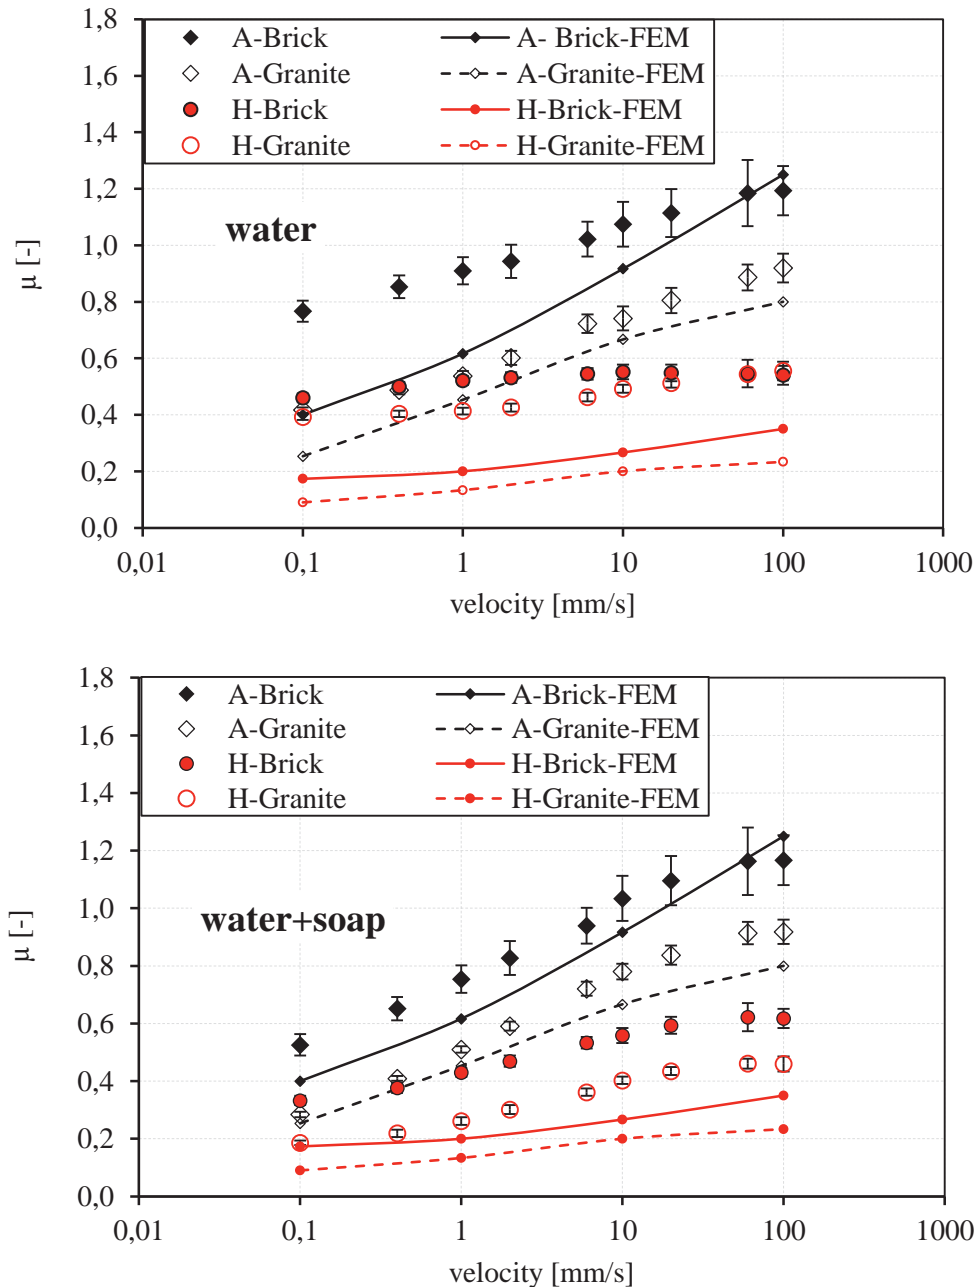 1,8
1,6
1,4
1,2
1,0
0,8
0,6
0,4
0,2
0,0
μ [-]
A-Brick
A- Brick-FEM
A-Granite
A-Granite-FEM
H-Brick
H-Brick-FEM
H-Granite
H-Granite-FEM
water
0,01 0,1 1 10 100 1000
velocity [mm/s]
1,8
1,6
1,4
1,2
1,0
0,8
0,6
0,4
0,2
0,0
μ [-]
A-Brick
A-Brick-FEM
A-Granite
A-Granite-FEM
H-Brick
H-Brick-FEM
H-Granite
H-Granite-FEM
water+soap
0,01 0,1 1 10 100 1000
velocity [mm/s]